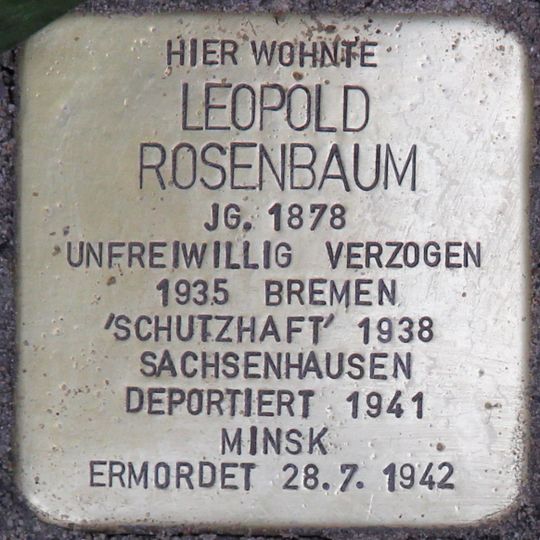 HIER WOHNTE
LEOPOLD
ROSENBAUM
JG. 1878
UNFREIWILLIG VERZOGEN
1935 BREMEN
'SCHUTZHAFT' 1938
SACHSENHAUSEN
DEPORTIERT 1941
MINSK
ERMORDET 28.7. 1942